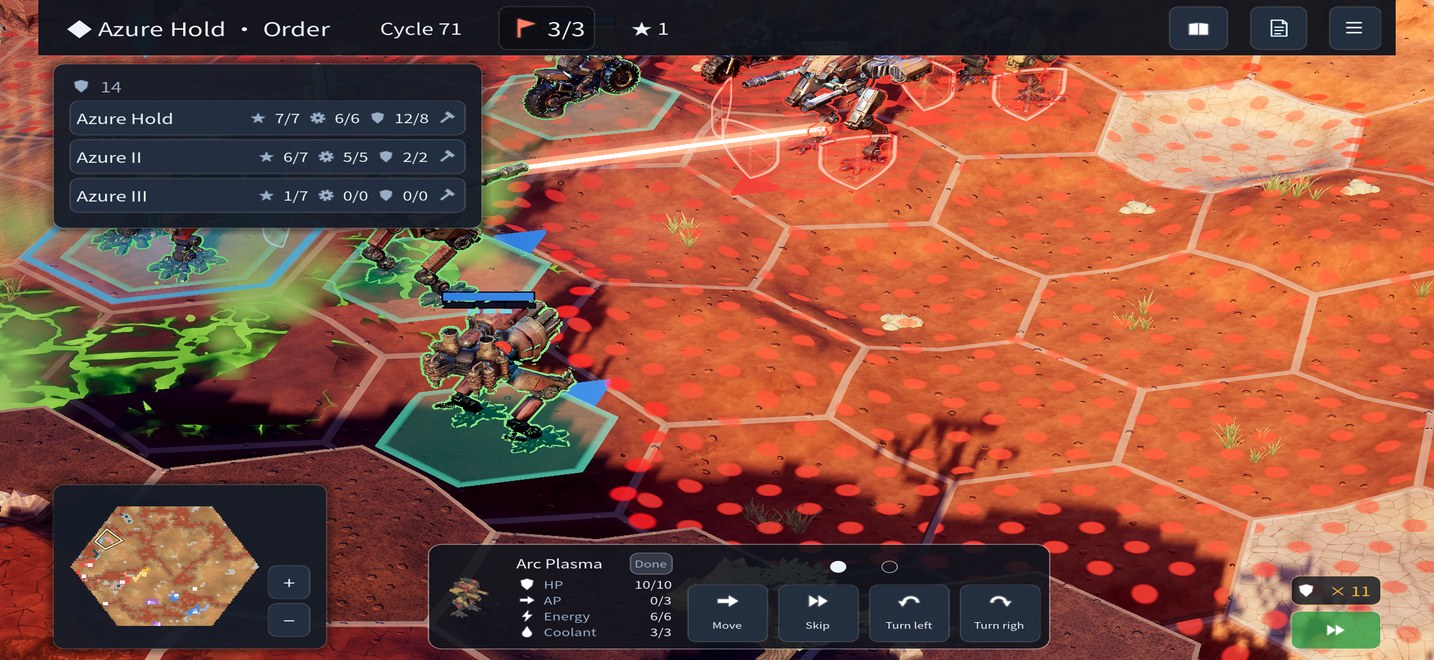 Azure Hold • Order Cycle 71 3/3 1
14
Azure Hold 7/7 6/6 12/8
Azure II 6/7 5/5 2/2
Azure III 1/7 0/0 0/0
+
−
Arc Plasma Done
HP 10/10
AP 0/3
Energy 6/6
Coolant 3/3
Move
Skip
Turn left
Turn righ
× 11